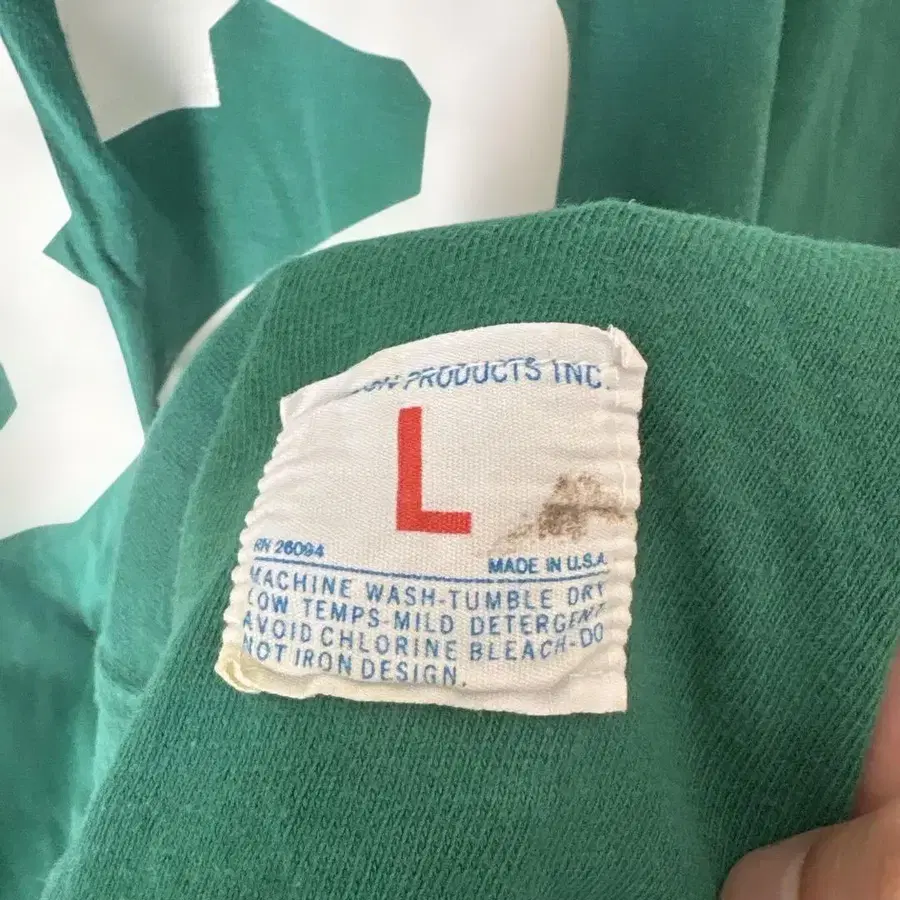 PRODUCTS INC.
L
RN 26094
MADE IN U.S.A.
MACHINE WASH-TUMBLE DRY
LOW TEMPS-MILD DETERGENT
AVOID CHLORINE BLEACH-DO
NOT IRON DESIGN.